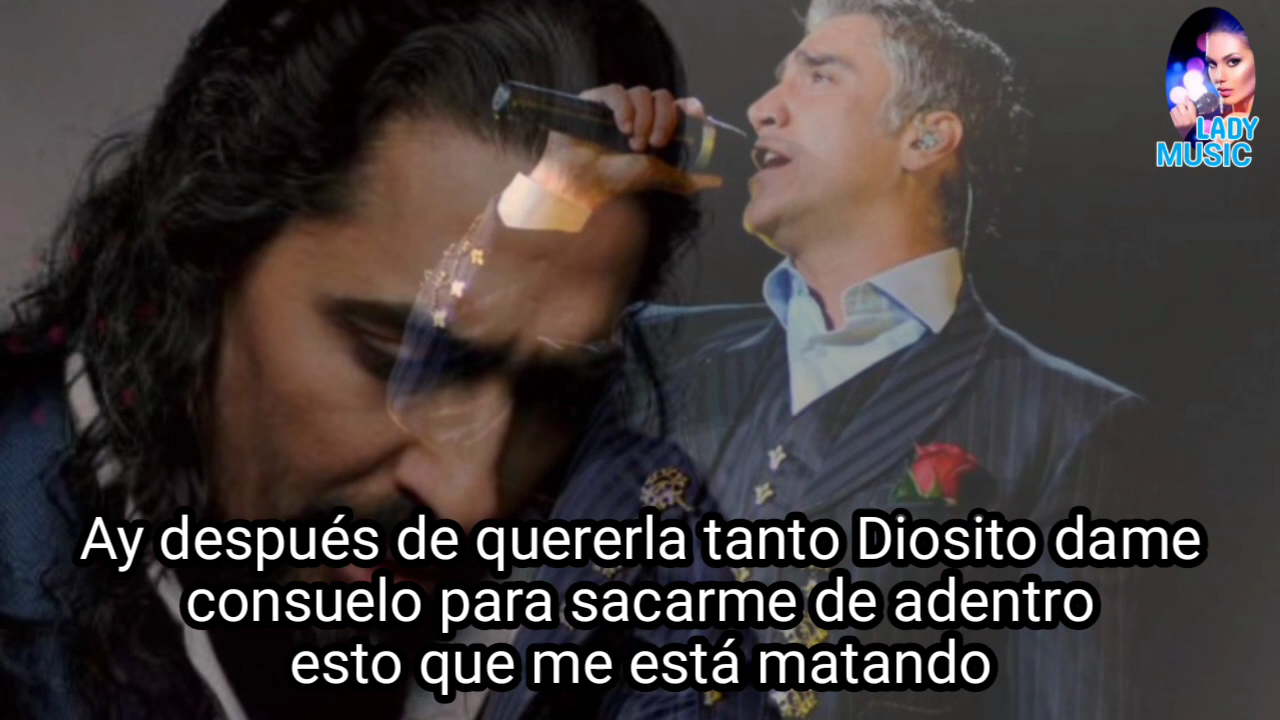 LADY
MUSIC
Ay después de quererla tanto Diosito dame
consuelo para sacarme de adentro
esto que me está matando